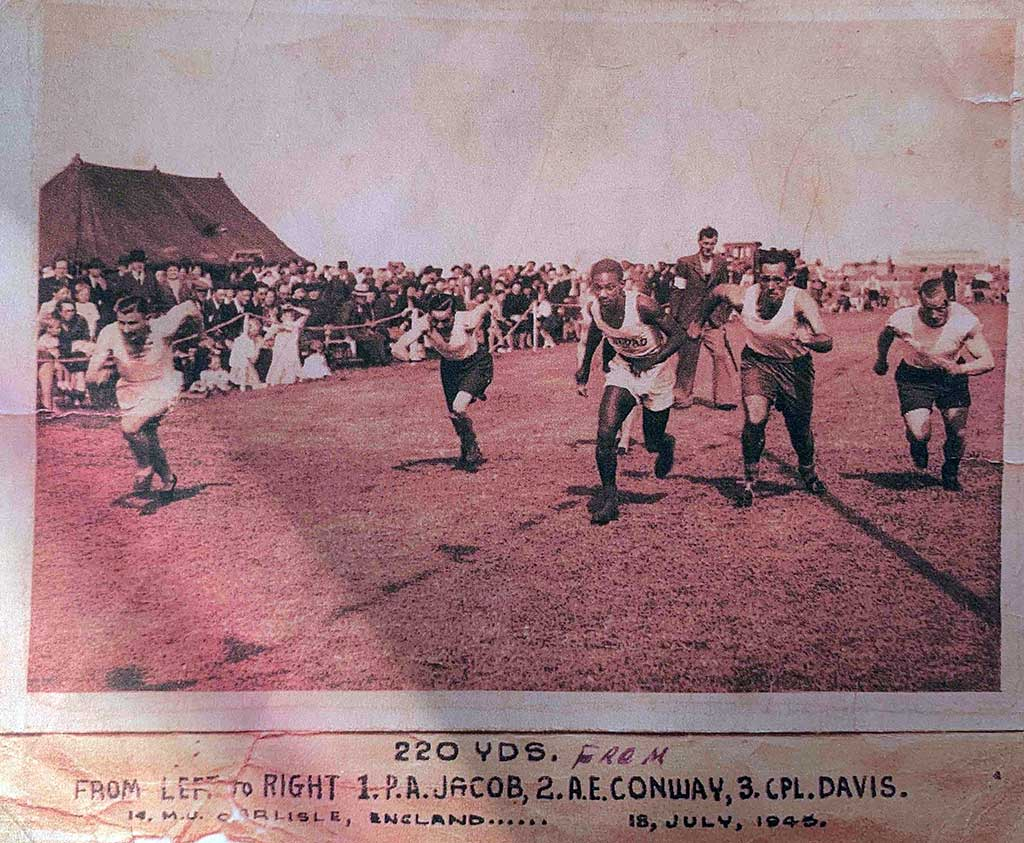 220 YDS. FROM
FROM LEFT TO RIGHT 1. P.A. JACOB, 2. A.E. CONWAY, 3. CPL. DAVIS.
14, M.U. CARLISLE, ENGLAND...... 18, JULY, 1945.